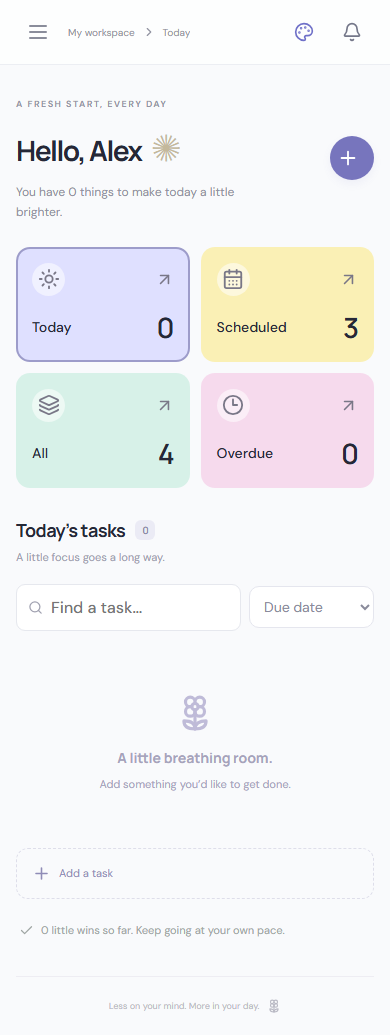 My workspace > Today
A FRESH START, EVERY DAY
Hello, Alex
You have 0 things to make today a little
brighter.
Today 0
Scheduled 3
All 4
Overdue 0
Today's tasks 0
A little focus goes a long way.
Find a task...
Due date
A little breathing room.
Add something you'd like to get done.
Add a task
0 little wins so far. Keep going at your own pace.
Less on your mind. More in your day.